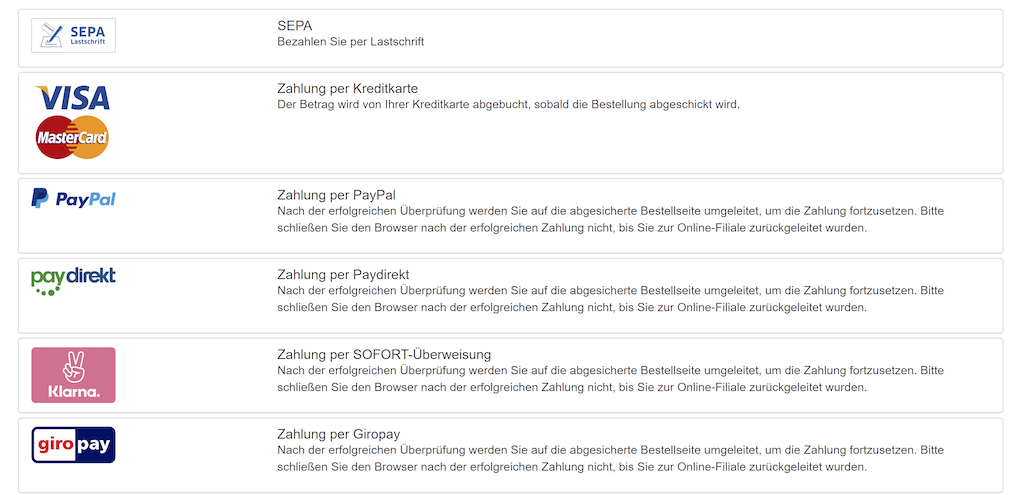 SEPA
Lastschrift
SEPA
Bezahlen Sie per Lastschrift
VISA
MasterCard
Zahlung per Kreditkarte
Der Betrag wird von Ihrer Kreditkarte abgebucht, sobald die Bestellung abgeschickt wird.
PayPal
Zahlung per PayPal
Nach der erfolgreichen Überprüfung werden Sie auf die abgesicherte Bestellseite umgeleitet, um die Zahlung fortzusetzen. Bitte
schließen Sie den Browser nach der erfolgreichen Zahlung nicht, bis Sie zur Online-Filiale zurückgeleitet wurden.
paydirekt
Zahlung per Paydirekt
Nach der erfolgreichen Überprüfung werden Sie auf die abgesicherte Bestellseite umgeleitet, um die Zahlung fortzusetzen. Bitte
schließen Sie den Browser nach der erfolgreichen Zahlung nicht, bis Sie zur Online-Filiale zurückgeleitet wurden.
Klarna.
Zahlung per SOFORT-Überweisung
Nach der erfolgreichen Überprüfung werden Sie auf die abgesicherte Bestellseite umgeleitet, um die Zahlung fortzusetzen. Bitte
schließen Sie den Browser nach der erfolgreichen Zahlung nicht, bis Sie zur Online-Filiale zurückgeleitet wurden.
giropay
Zahlung per Giropay
Nach der erfolgreichen Überprüfung werden Sie auf die abgesicherte Bestellseite umgeleitet, um die Zahlung fortzusetzen. Bitte
schließen Sie den Browser nach der erfolgreichen Zahlung nicht, bis Sie zur Online-Filiale zurückgeleitet wurden.